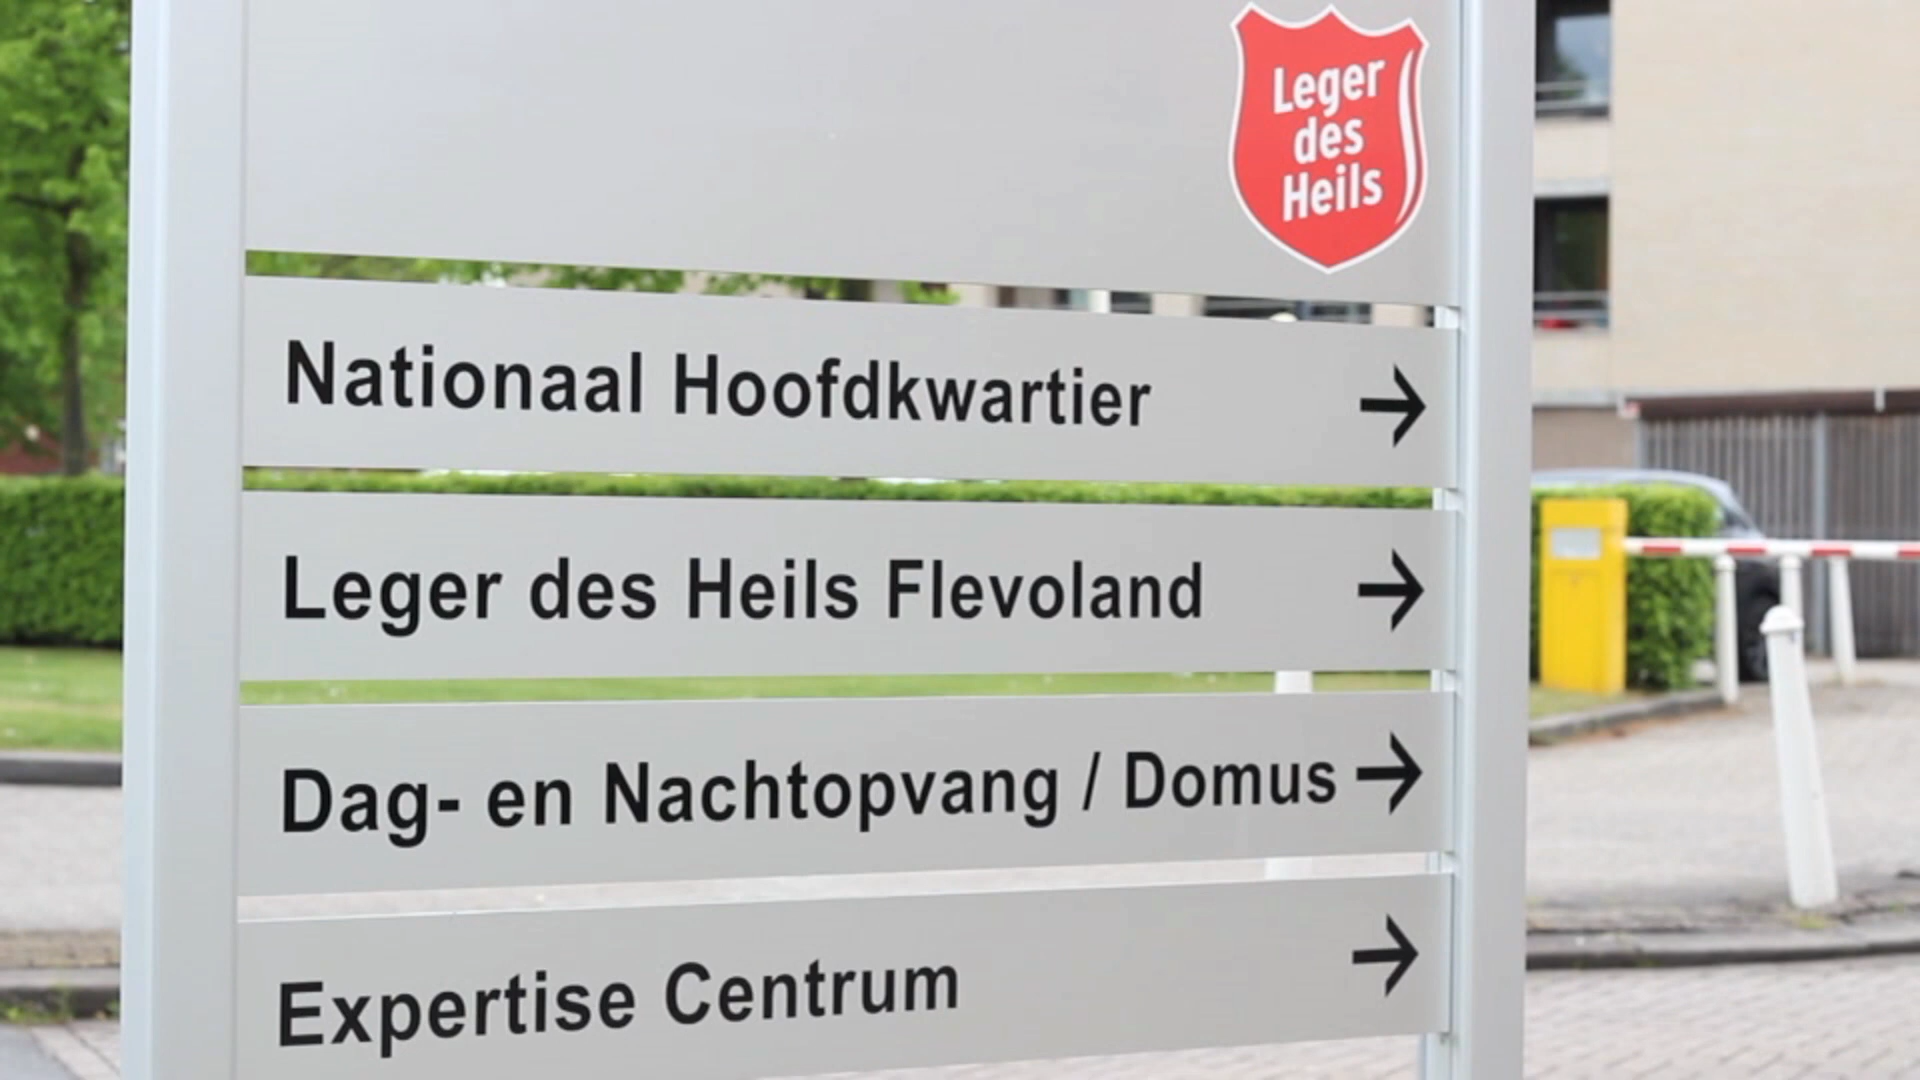 Leger
des
Heils
Nationaal Hoofdkwartier →
Leger des Heils Flevoland →
Dag- en Nachtopvang / Domus →
Expertise Centrum →